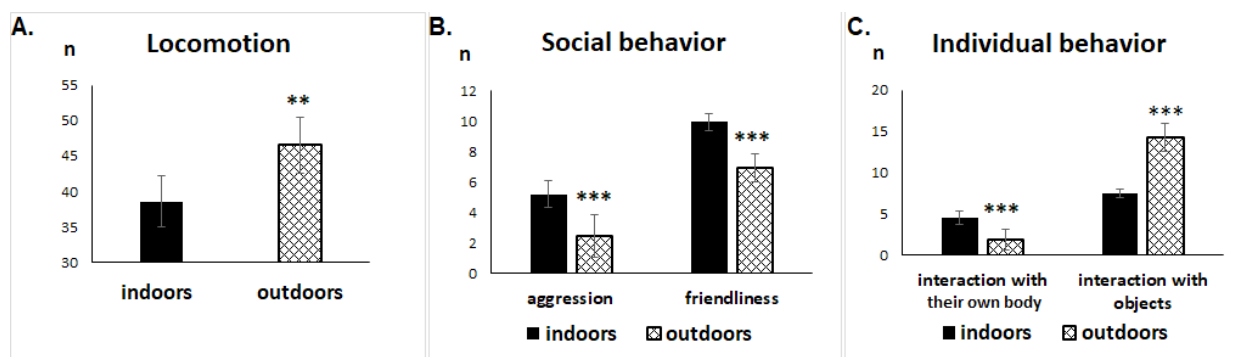 A.
Locomotion
n
55
50
45
40
35
30
**
indoors
outdoors
B.
Social behavior
n
12
10
8
6
4
2
0
***
***
aggression
friendliness
indoors
outdoors
C.
Individual behavior
n
20
15
10
5
0
***
***
interaction with
their own body
interaction with
objects
indoors
outdoors